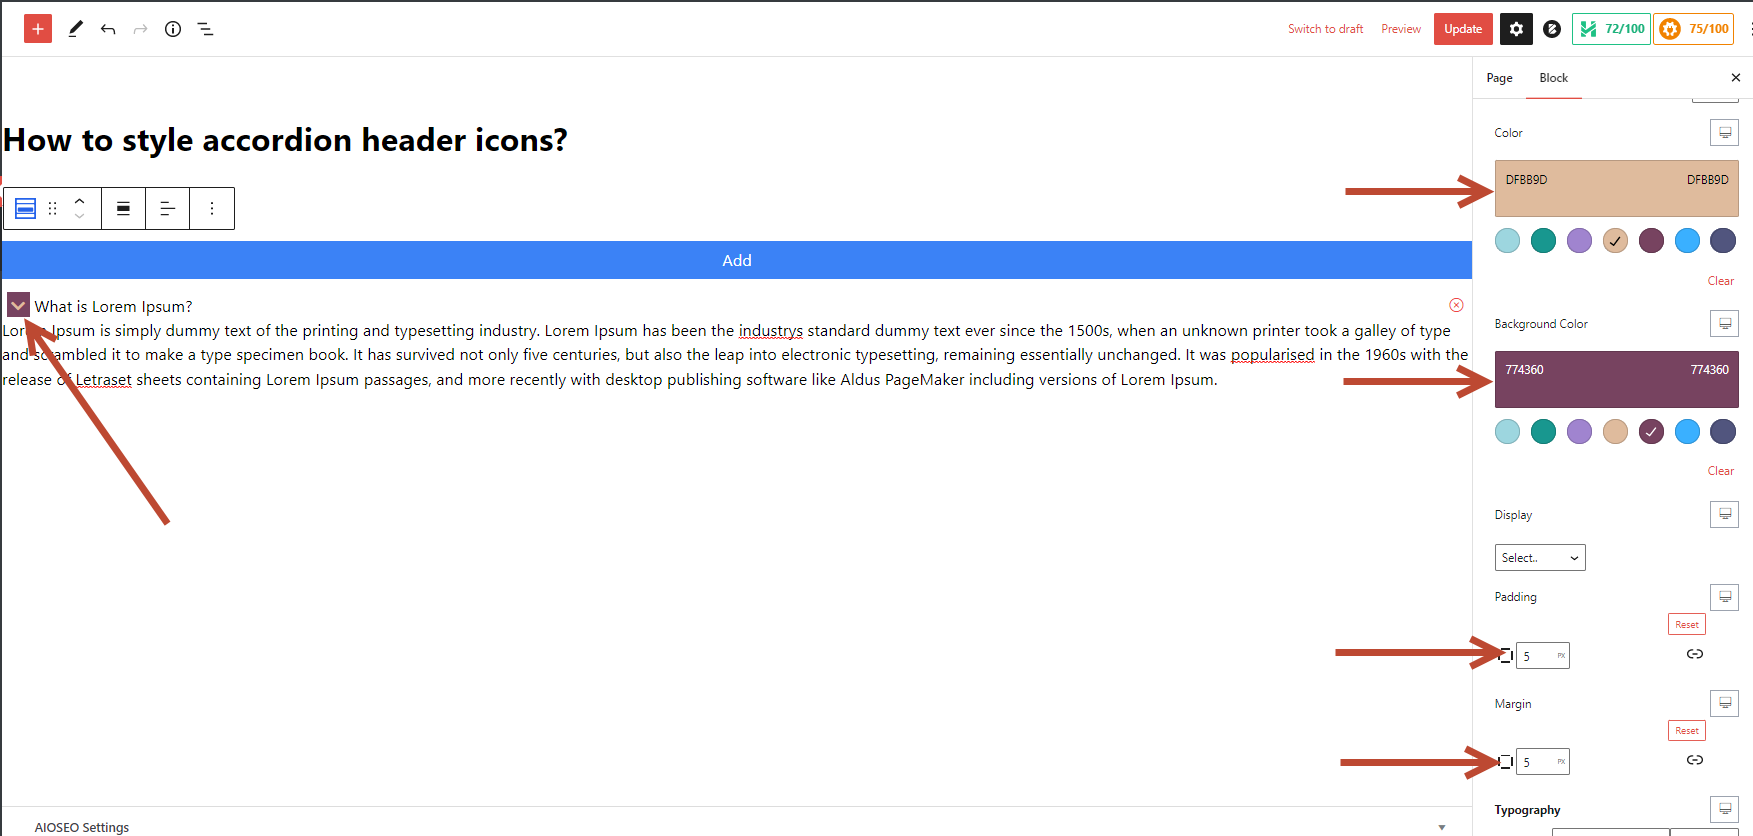 Switch to draft Preview Update 72/100 75/100
Page Block
How to style accordion header icons?
Add
What is Lorem Ipsum?
Lorem Ipsum is simply dummy text of the printing and typesetting industry. Lorem Ipsum has been the industrys standard dummy text ever since the 1500s, when an unknown printer took a galley of type
and scrambled it to make a type specimen book. It has survived not only five centuries, but also the leap into electronic typesetting, remaining essentially unchanged. It was popularised in the 1960s with the
release of Letraset sheets containing Lorem Ipsum passages, and more recently with desktop publishing software like Aldus PageMaker including versions of Lorem Ipsum.
AIOSEO Settings
Color
DFBB9D DFBB9D
Clear
Background Color
774360 774360
Clear
Display
Select..
Padding
Reset
5 PX
Margin
Reset
5 PX
Typography